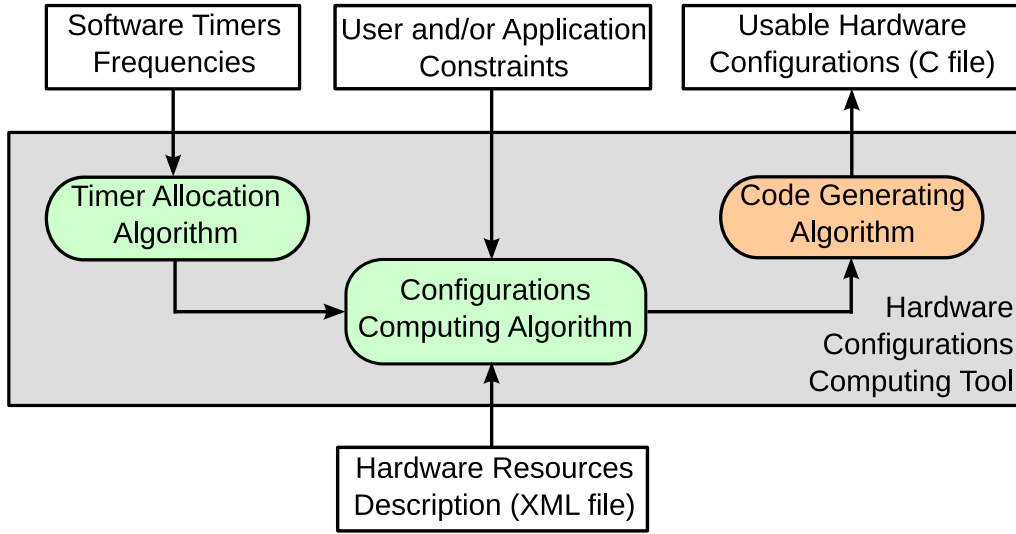 Software Timers
Frequencies
User and/or Application
Constraints
Usable Hardware
Configurations (C file)
Timer Allocation
Algorithm
Code Generating
Algorithm
Configurations
Computing Algorithm
Hardware
Configurations
Computing Tool
Hardware Resources
Description (XML file)